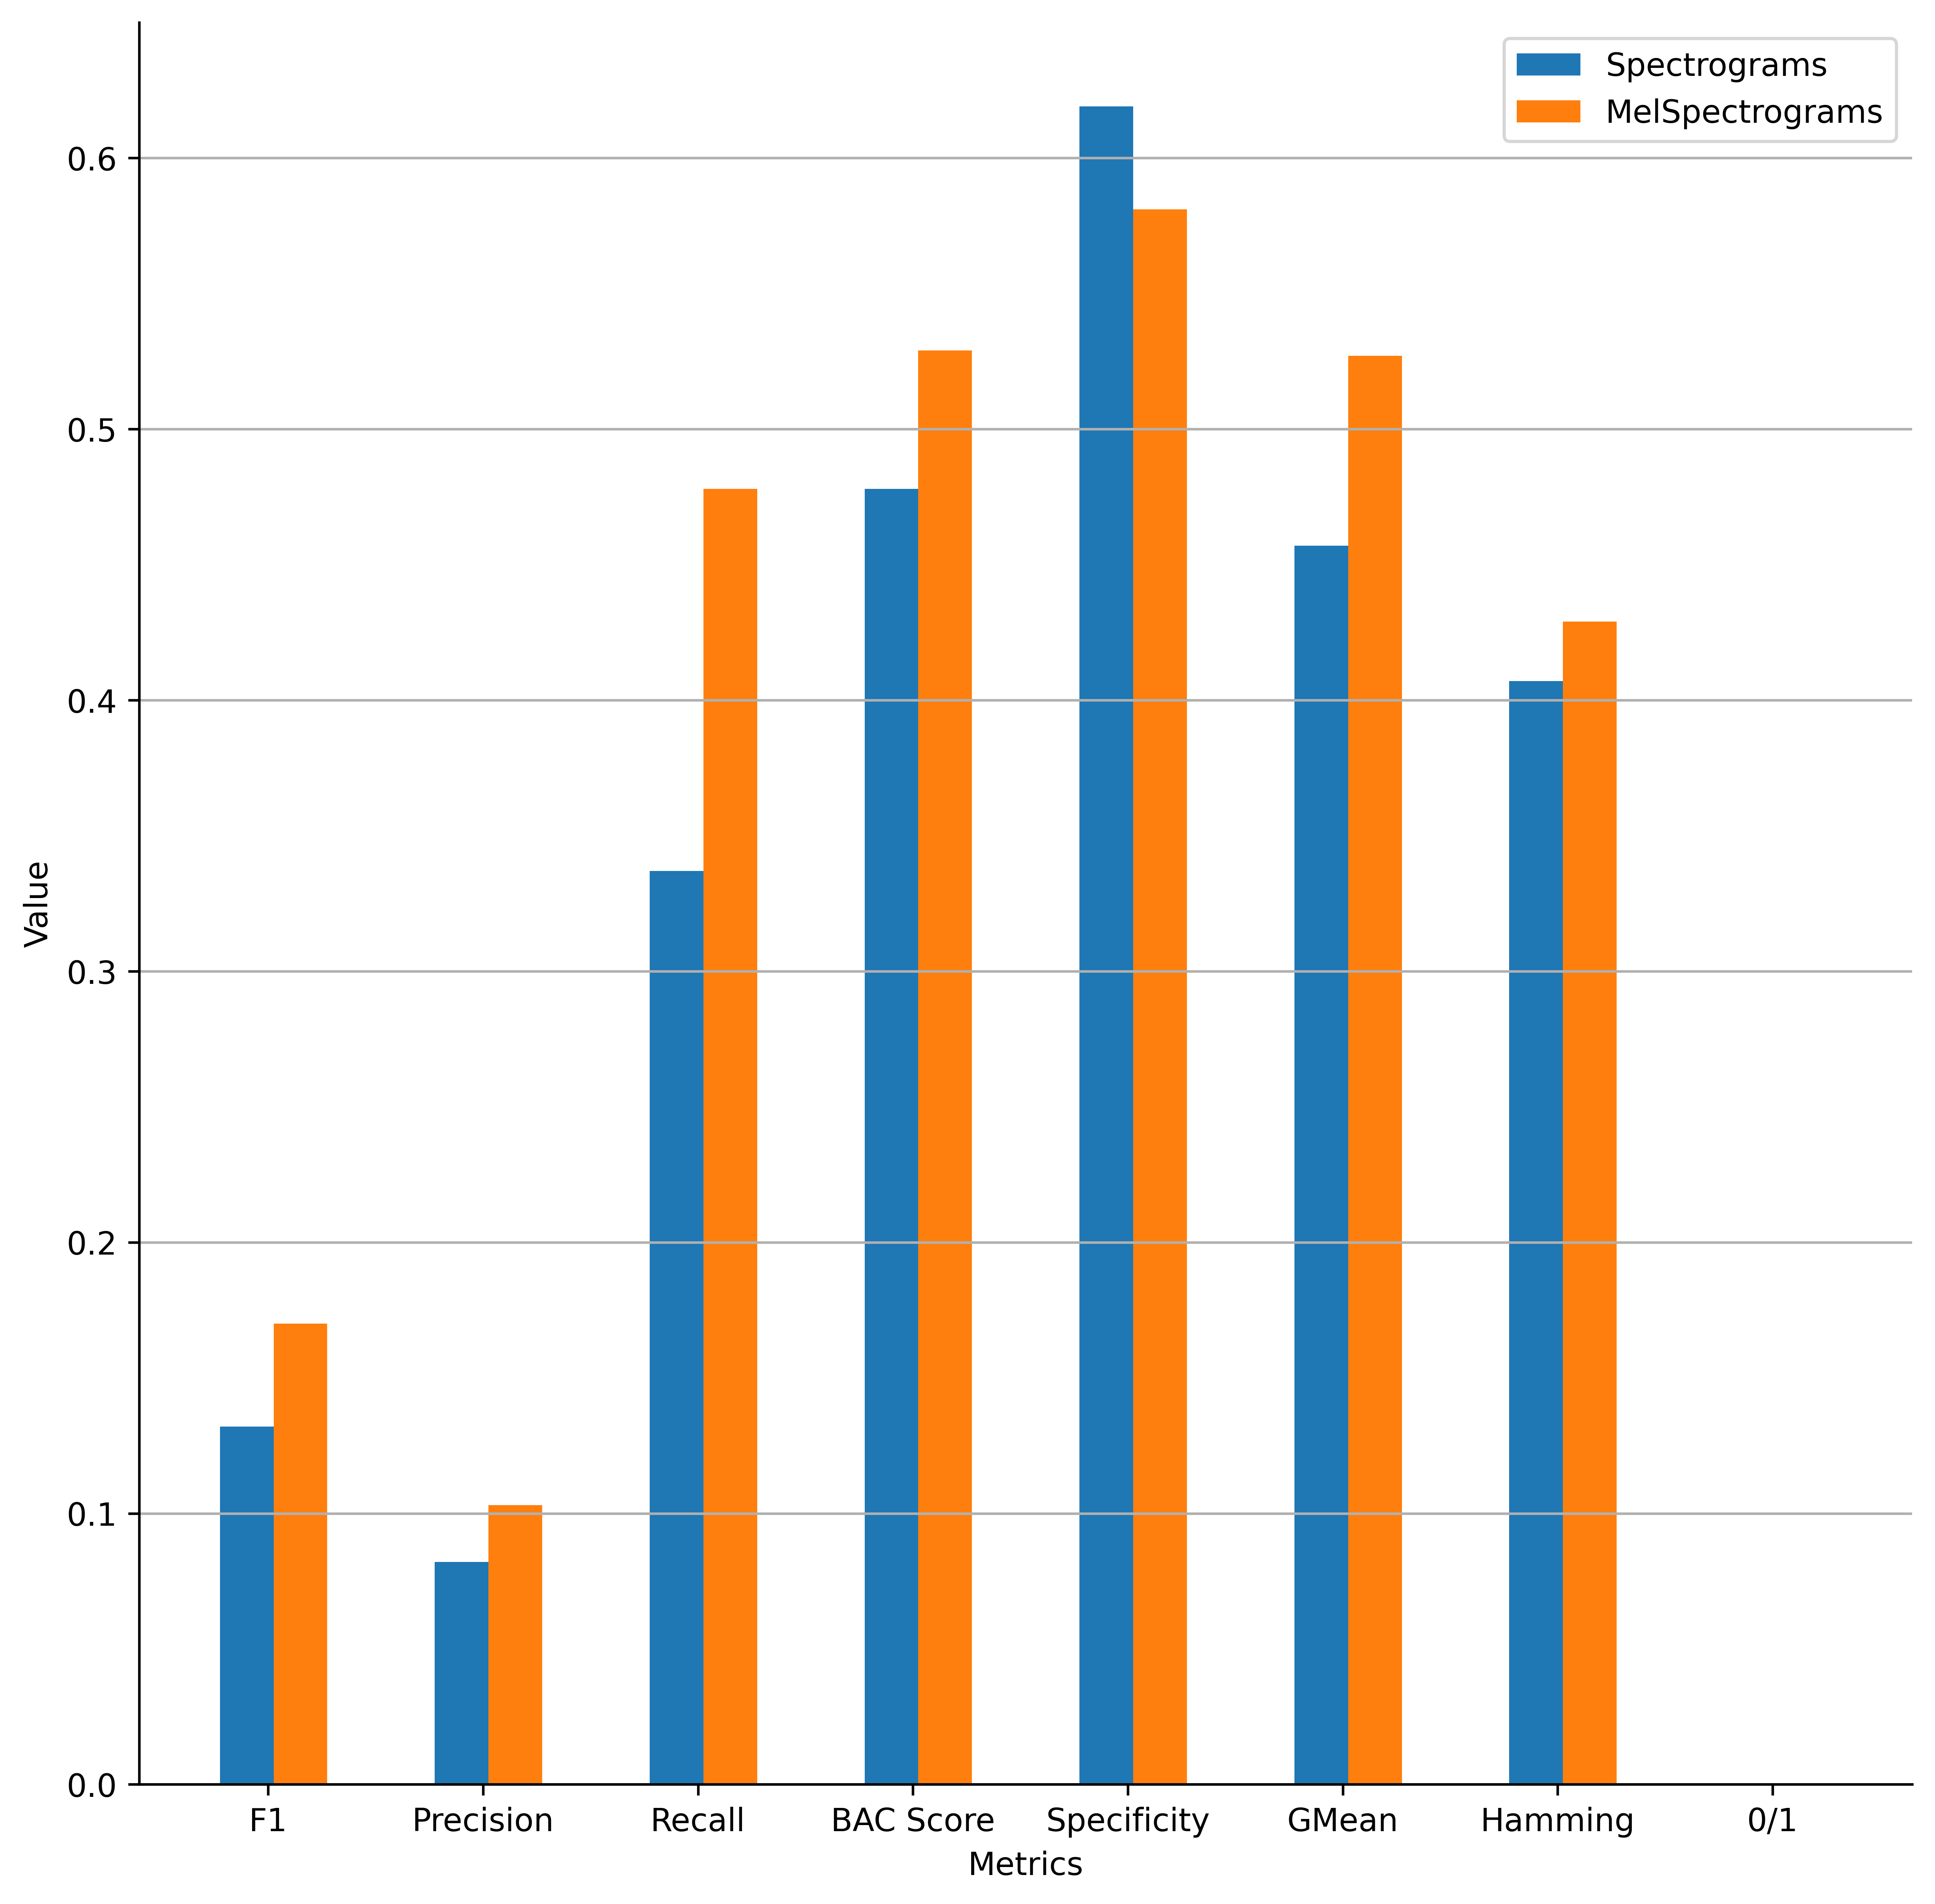 Spectrograms
MelSpectrograms
0.6
0.5
0.4
0.3
0.2
0.1
0.0
Value
F1 Precision Recall BAC Score Specificity GMean Hamming 0/1
Metrics